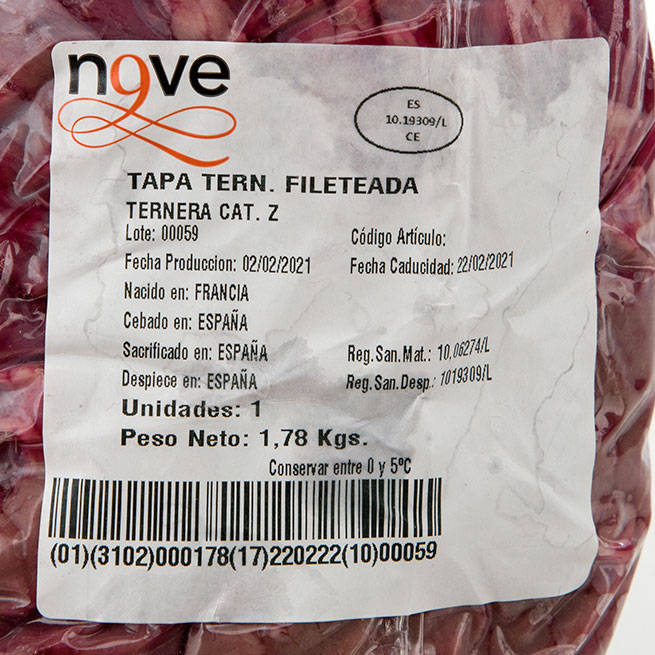 nove
ES
10.19309/L
CE
TAPA TERN. FILETEADA
TERNERA CAT. Z
Lote: 00059
Código Artículo:
Fecha Produccion: 02/02/2021
Fecha Caducidad: 22/02/2021
Nacido en: FRANCIA
Cebado en: ESPAÑA
Sacrificado en: ESPAÑA
Reg.San.Mat.: 10,06274/L
Despiece en: ESPAÑA
Reg.San.Desp.: 1019309/L
Unidades: 1
Peso Neto: 1,78 Kgs.
Conservar entre 0 y 5ºC
(01)(3102)000178(17)220222(10)00059